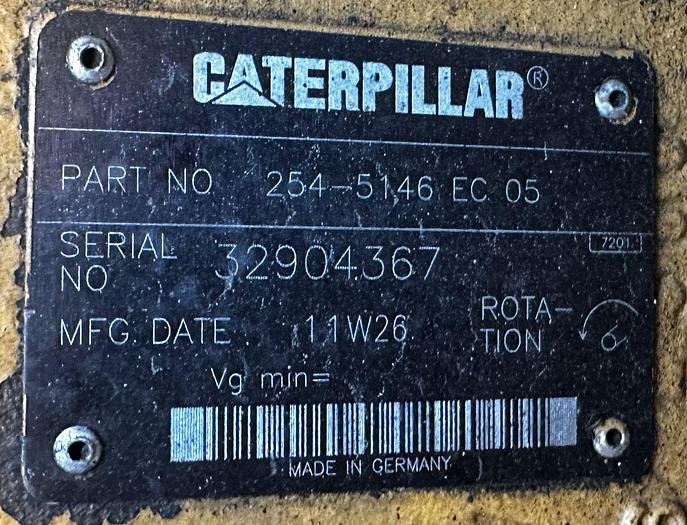 CATERPILLAR®
PART NO 254-5146 EC 05
SERIAL NO 32904367
7201.
MFG. DATE 11W26
ROTA-
TION
Vg min=
MADE IN GERMANY